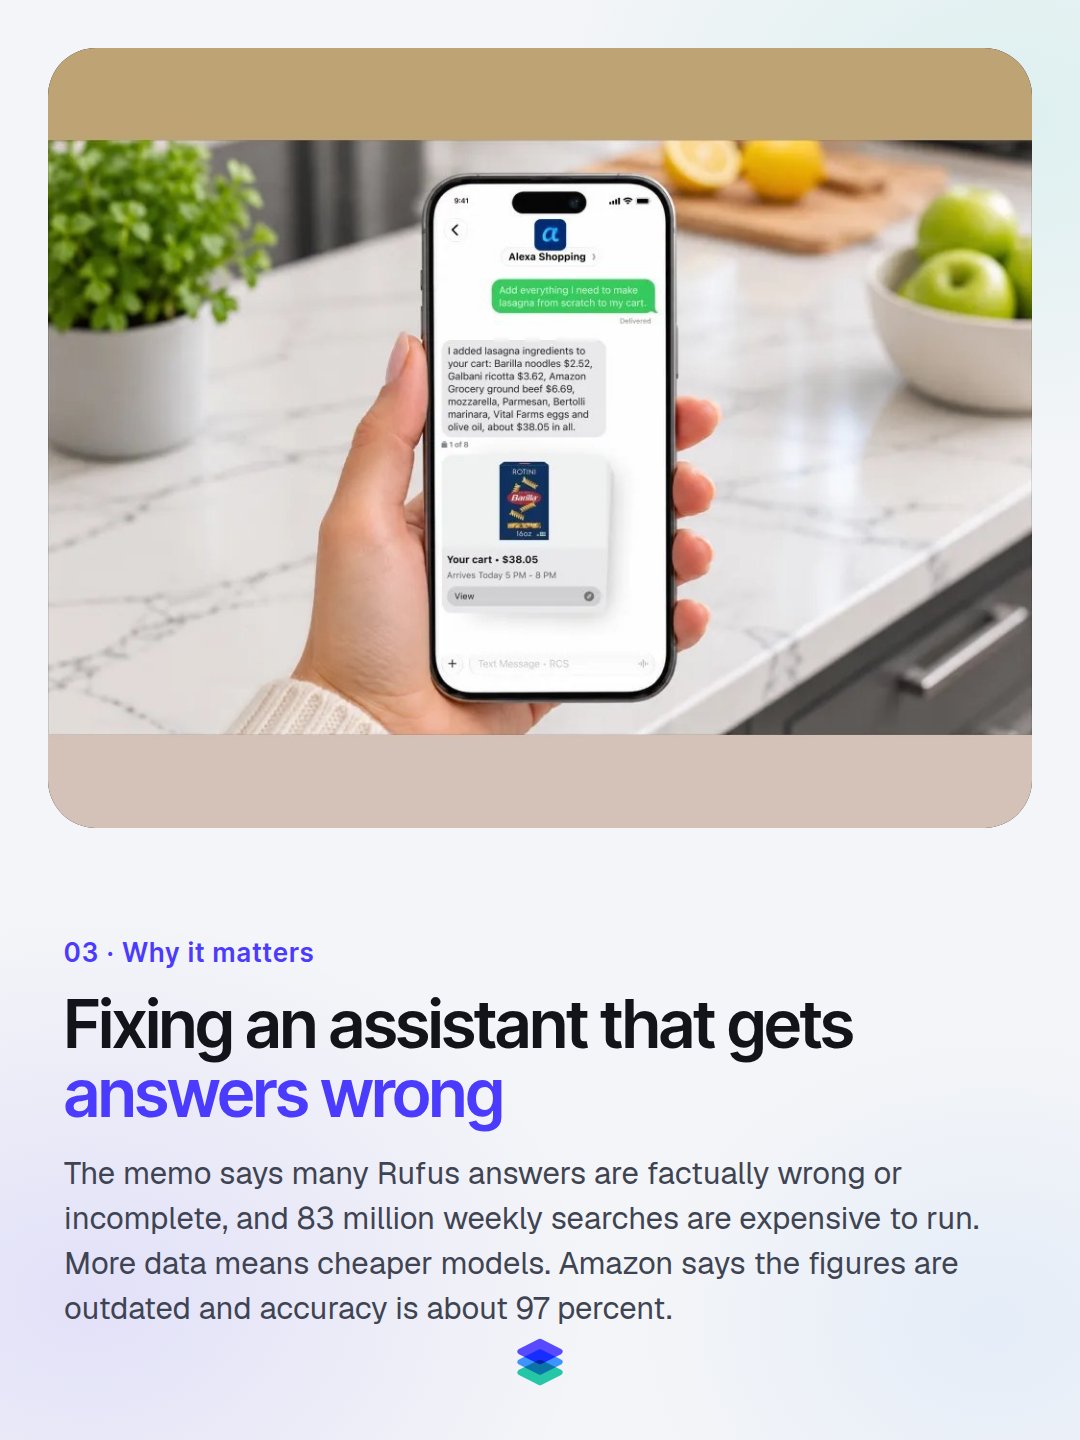 9:41
α
Alexa Shopping
Add everything I need to make
lasagna from scratch to my cart.
Delivered
I added lasagna ingredients to
your cart: Barilla noodles $2.52,
Galbani ricotta $3.62, Amazon
Grocery ground beef $6.69,
mozzarella, Parmesan, Bertolli
marinara, Vital Farms eggs and
olive oil, about $38.05 in all.
1 of 8
ROTINI
Barilla
16oz
Your cart • $38.05
Arrives Today 5 PM - 8 PM
View
Text Message • RCS
03 · Why it matters
Fixing an assistant that gets
answers wrong
The memo says many Rufus answers are factually wrong or
incomplete, and 83 million weekly searches are expensive to run.
More data means cheaper models. Amazon says the figures are
outdated and accuracy is about 97 percent.